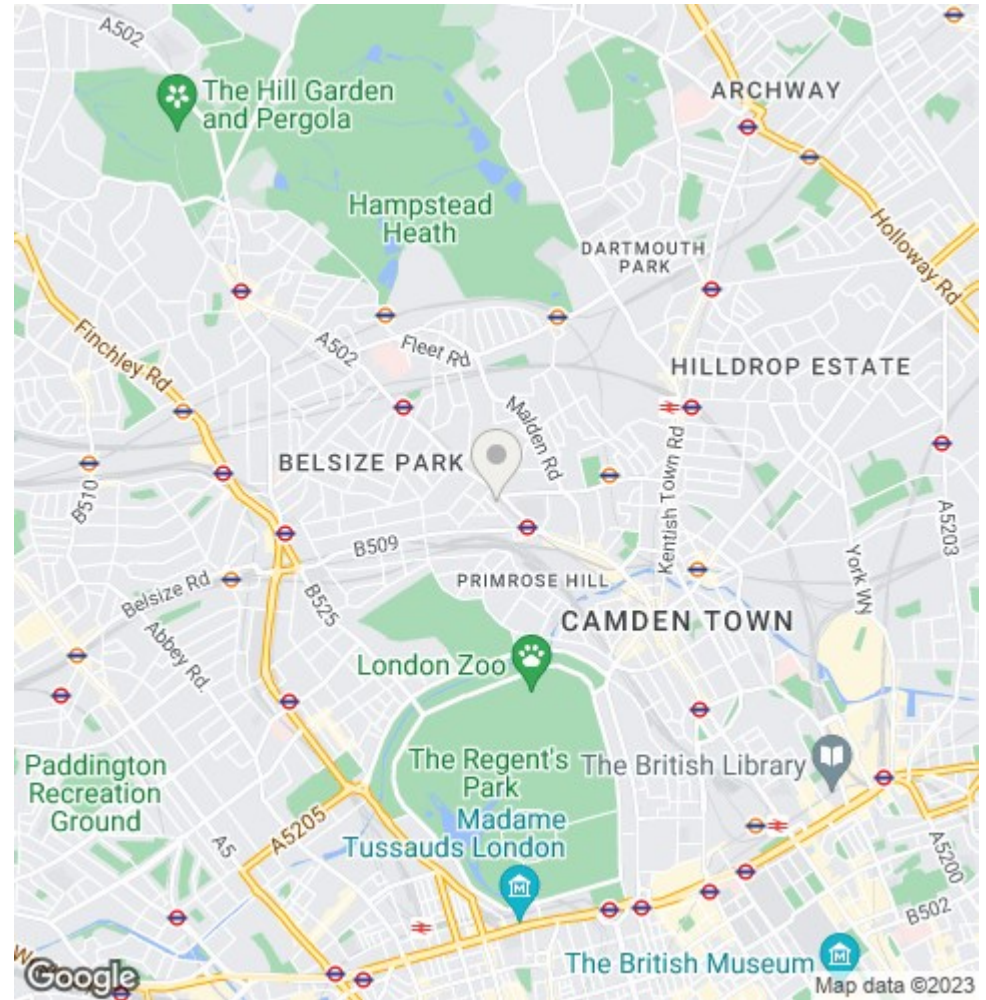 A502
The Hill Garden
and Pergola
ARCHWAY
Hampstead
Heath
DARTMOUTH
PARK
Holloway Rd
Finchley Rd
A502
Fleet Rd
HILLDROP ESTATE
Malden Rd
BELSIZE PARK
Kentish Town Rd
B510
A5203
B509
York Wy
Belsize Rd
B525
PRIMROSE HILL
CAMDEN TOWN
Abbey Rd.
London Zoo
The Regent's
Park
The British Library
Paddington
Recreation
Ground
Madame
Tussauds London
A5205
A5
A5200
B502
The British Museum
Google
Map data ©2023